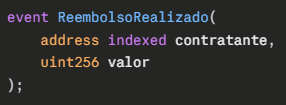 event ReembolsoRealizado(
    address indexed contratante,
    uint256 valor
);